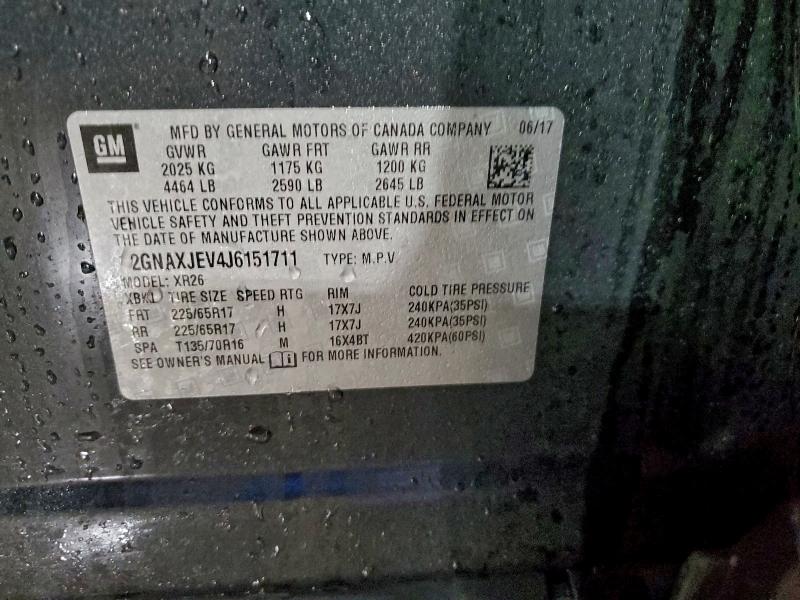 GM
MFD BY GENERAL MOTORS OF CANADA COMPANY 06/17
GVWR GAWR FRT GAWR RR
2025 KG 1175 KG 1200 KG
4464 LB 2590 LB 2645 LB
THIS VEHICLE CONFORMS TO ALL APPLICABLE U.S. FEDERAL MOTOR
VEHICLE SAFETY AND THEFT PREVENTION STANDARDS IN EFFECT ON
THE DATE OF MANUFACTURE SHOWN ABOVE.
2GNAXJEV4J6151711 TYPE: M.P.V
MODEL: XR26
TIRE SIZE SPEED RTG RIM COLD TIRE PRESSURE
FRT 225/65R17 H 17X7J 240KPA(35PSI)
RR 225/65R17 H 17X7J 240KPA(35PSI)
SPA T135/70R16 M 16X4BT 420KPA(60PSI)
SEE OWNER'S MANUAL FOR MORE INFORMATION.